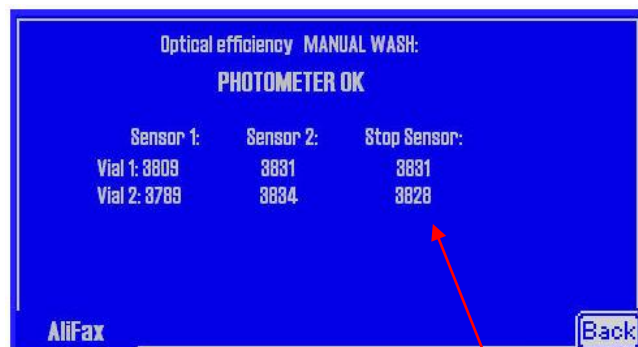 Optical efficiency MANUAL WASH:
PHOTOMETER OK
Sensor 1: Sensor 2: Stop Sensor:
Vial 1: 3809 3831 3831
Vial 2: 3789 3834 3828
AliFax Back